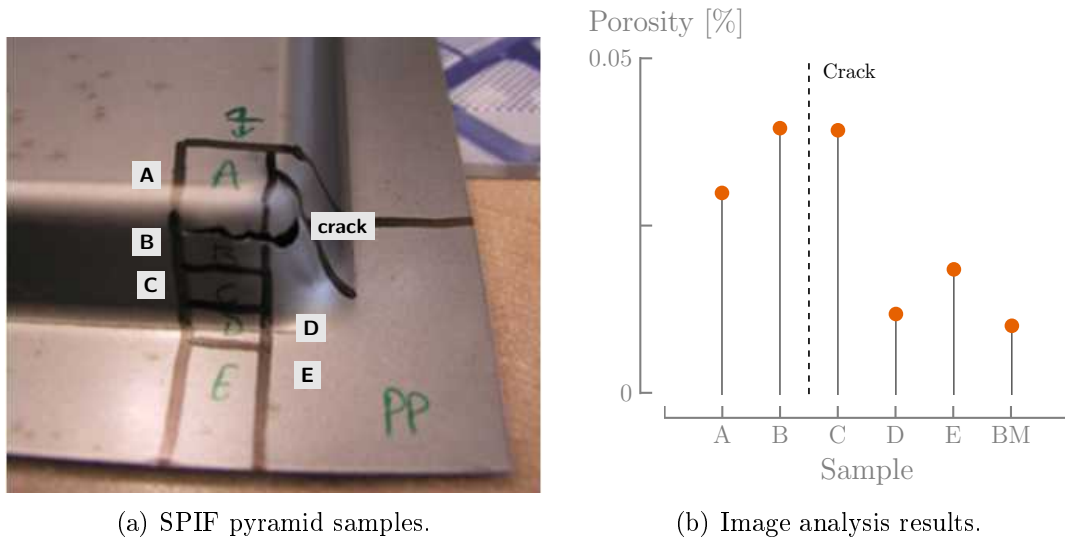 A
A
B
crack
C
C
D
D
E
E
PP
(a) SPIF pyramid samples.
Porosity [%]
0.05
Crack
0
A B C D E BM
Sample
(b) Image analysis results.